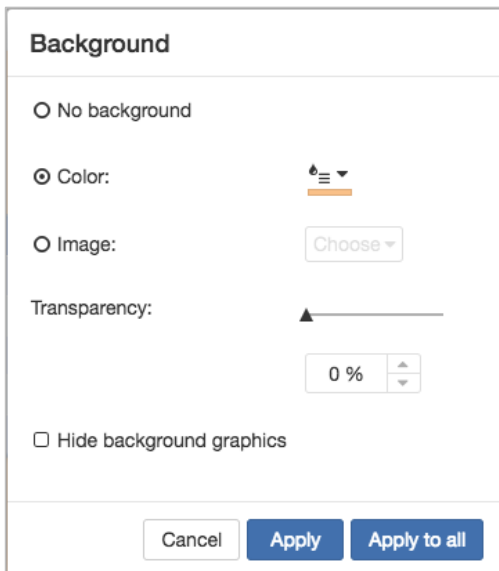 Background
No background
Color:
Image:
Choose
Transparency:
0 %
Hide background graphics
Cancel
Apply
Apply to all